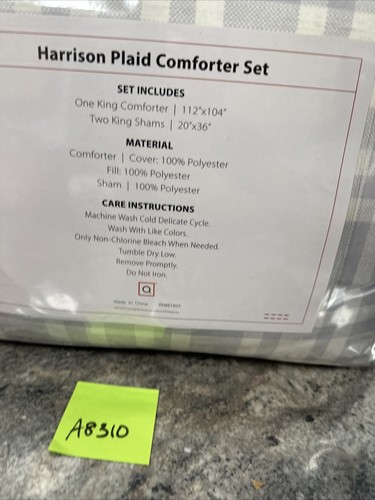 Harrison Plaid Comforter Set
SET INCLUDES
One King Comforter | 112"x104"
Two King Shams | 20"x36"
MATERIAL
Comforter | Cover: 100% Polyester
Fill: 100% Polyester
Sham | 100% Polyester
CARE INSTRUCTIONS
Machine Wash Cold Delicate Cycle.
Wash With Like Colors.
Only Non-Chlorine Bleach When Needed.
Tumble Dry Low.
Remove Promptly.
Do Not Iron.
a
Made in China
A8310